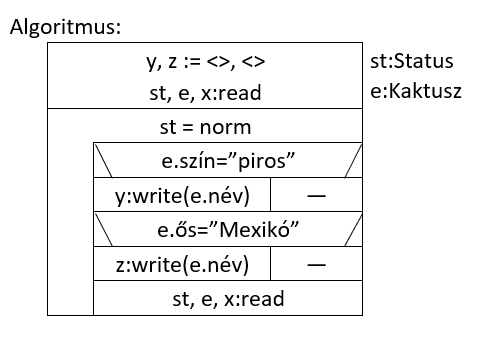 Algoritmus:
y, z := <>, <>
st:Status
st, e, x:read
e:Kaktusz
st = norm
e.szín=”piros”
y:write(e.név) —
e.ős=”Mexikó”
z:write(e.név) —
st, e, x:read